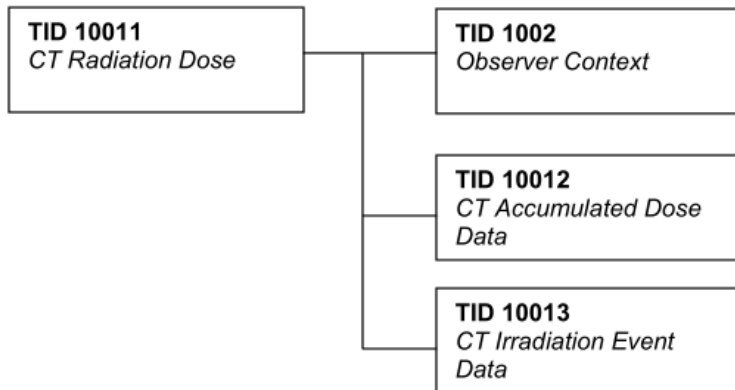 TID 10011
CT Radiation Dose
TID 1002
Observer Context
TID 10012
CT Accumulated Dose
Data
TID 10013
CT Irradiation Event
Data